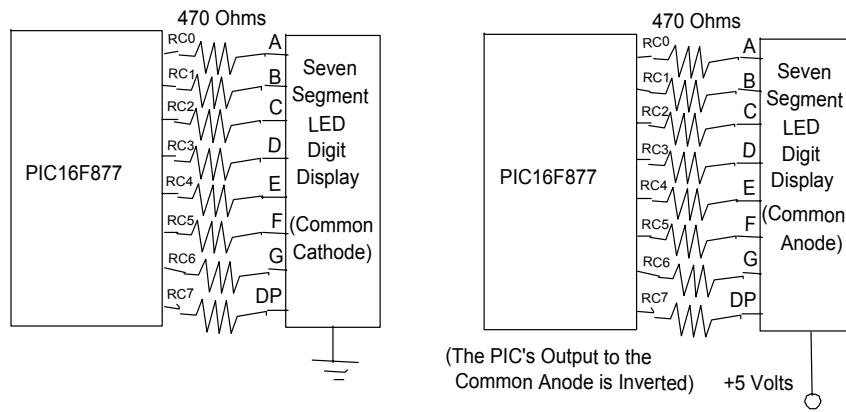 470 Ohms
PIC16F877
RC0
RC1
RC2
RC3
RC4
RC5
RC6
RC7
A
B
C
D
E
F
G
DP
Seven
Segment
LED
Digit
Display
(Common
Cathode)
470 Ohms
PIC16F877
RC0
RC1
RC2
RC3
RC4
RC5
RC6
RC7
A
B
C
D
E
F
G
DP
Seven
Segment
LED
Digit
Display
(Common
Anode)
(The PIC's Output to the
Common Anode is Inverted)
+5 Volts